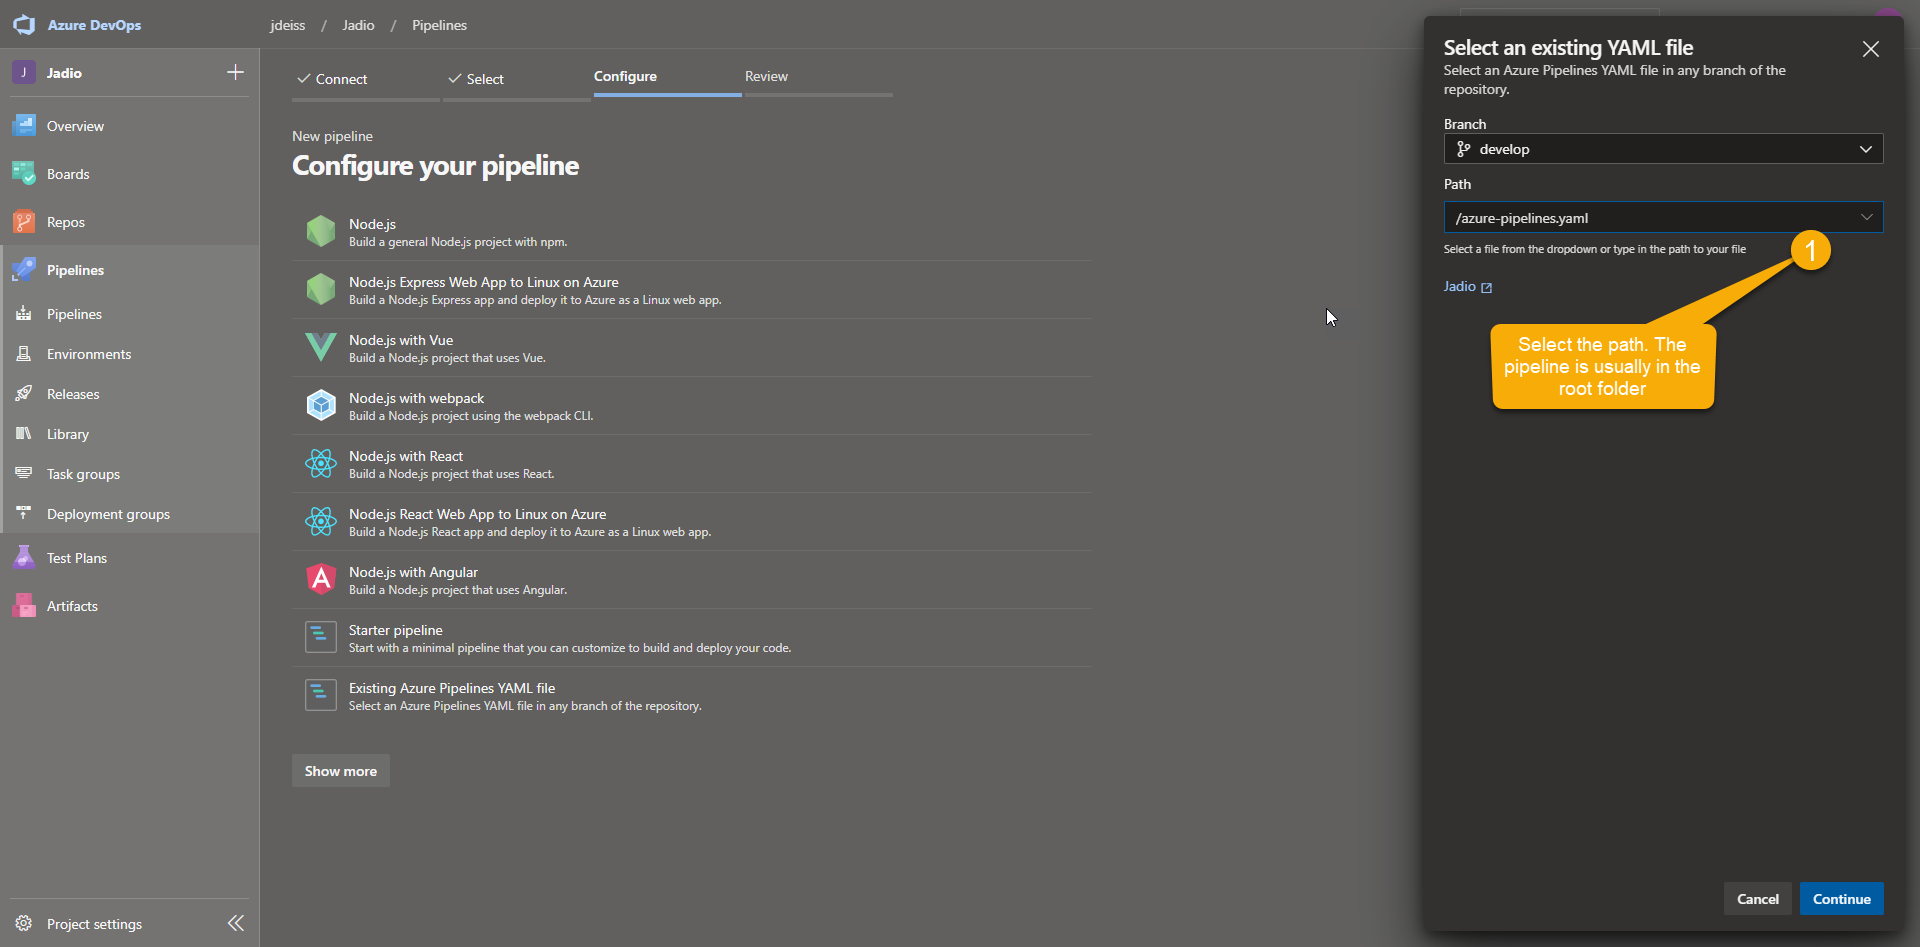 Azure DevOps
jdeiss / Jadio / Pipelines
J Jadio
Overview
Boards
Repos
Pipelines
Pipelines
Environments
Releases
Library
Task groups
Deployment groups
Test Plans
Artifacts
Project settings
Connect
Select
Configure
Review
New pipeline
Configure your pipeline
Node.js
Build a general Node.js project with npm.
Node.js Express Web App to Linux on Azure
Build a Node.js Express app and deploy it to Azure as a Linux web app.
Node.js with Vue
Build a Node.js project that uses Vue.
Node.js with webpack
Build a Node.js project using the webpack CLI.
Node.js with React
Build a Node.js project that uses React.
Node.js React Web App to Linux on Azure
Build a Node.js React app and deploy it to Azure as a Linux web app.
Node.js with Angular
Build a Node.js project that uses Angular.
Starter pipeline
Start with a minimal pipeline that you can customize to build and deploy your code.
Existing Azure Pipelines YAML file
Select an Azure Pipelines YAML file in any branch of the repository.
Show more
Select an existing YAML file
Select an Azure Pipelines YAML file in any branch of the
repository.
Branch
develop
Path
/azure-pipelines.yaml
Select a file from the dropdown or type in the path to your file
1
Jadio
Select the path. The
pipeline is usually in the
root folder
Cancel
Continue